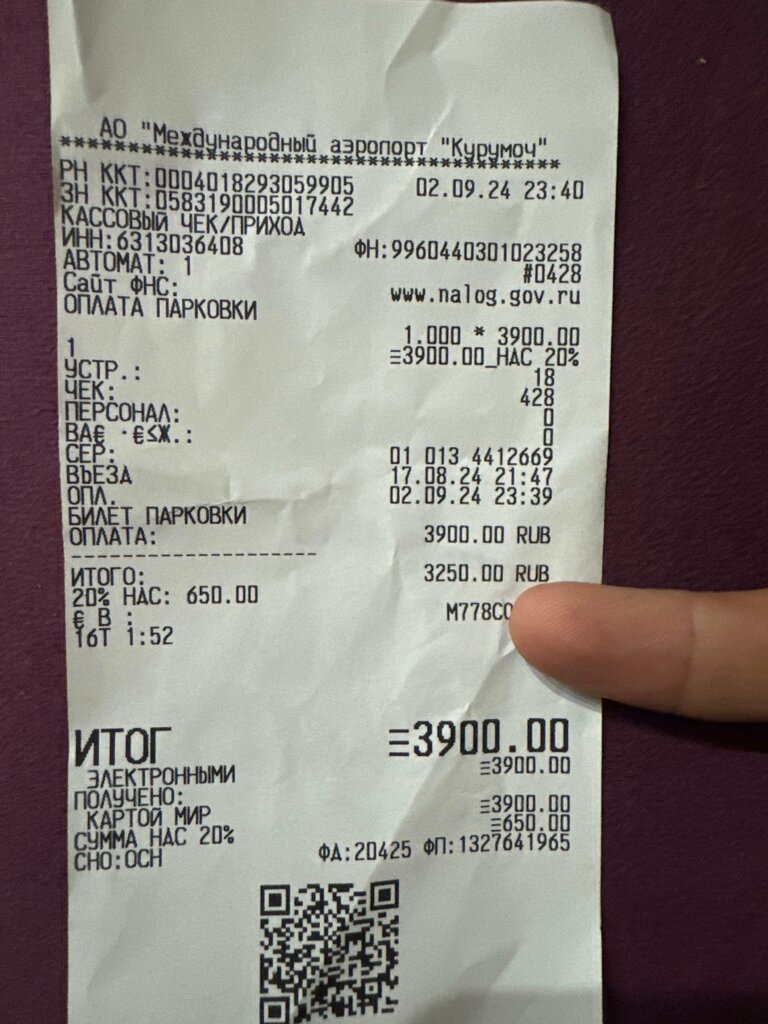 АО "Международный аэропорт "Курумоч"
****************************************
РН ККТ:0004018293059905 02.09.24 23:40
ЗН ККТ:0583190005017442
КАССОВЫЙ ЧЕК/ПРИХОД
ИНН:6313036408 ФН:9960440301023258
АВТОМАТ: 1 #0428
Сайт ФНС: www.nalog.gov.ru
ОПЛАТА ПАРКОВКИ
1.000 * 3900.00
1 ≡3900.00_НДС 20%
УСТР.: 18
ЧЕК: 428
ПЕРСОНАЛ: 0
ВА€ ·€≤Ж.: 0
СЕР: 01 013 4412669
ВЪЕЗД 17.08.24 21:47
ОПЛ. 02.09.24 23:39
БИЛЕТ ПАРКОВКИ
ОПЛАТА: 3900.00 RUB
----------------------
ИТОГО: 3250.00 RUB
20% НДС: 650.00
€ В : М778СО
16Т 1:52
ИТОГ ≡3900.00
ЭЛЕКТРОННЫМИ ≡3900.00
ПОЛУЧЕНО:
КАРТОЙ МИР ≡3900.00
СУММА НДС 20% ≡650.00
СНО:ОСН ФД:20425 ФП:1327641965